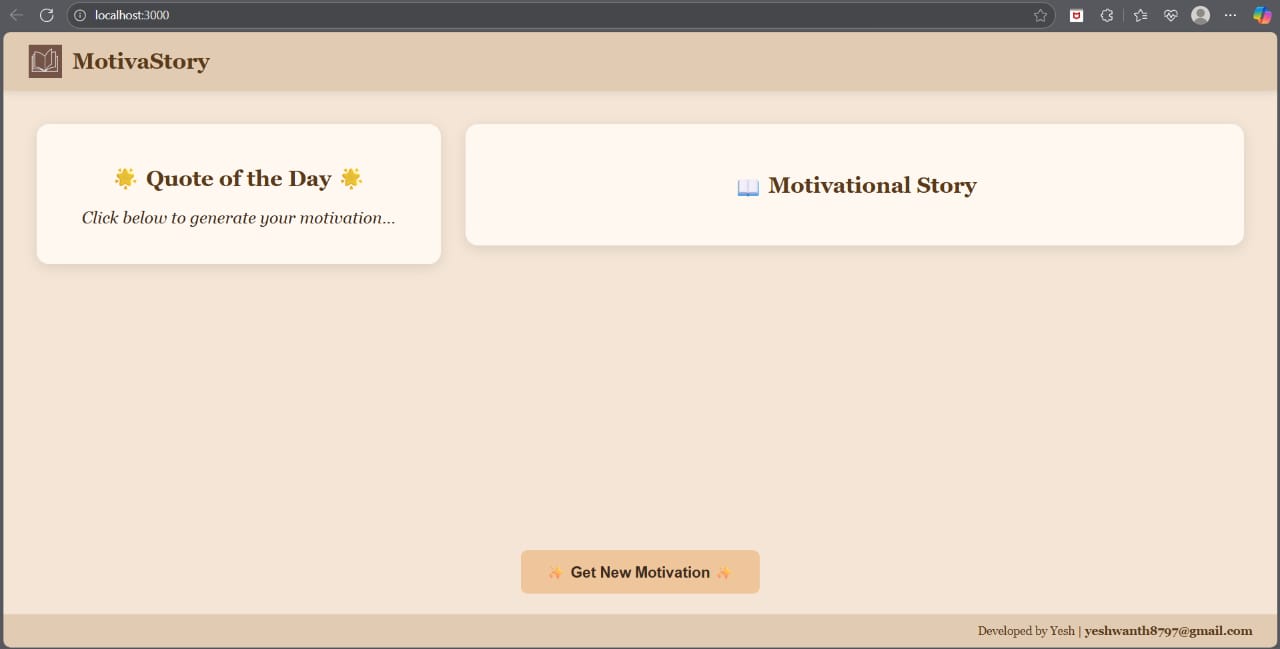 localhost:3000
MotivaStory
🌟 Quote of the Day 🌟
Click below to generate your motivation...
📖 Motivational Story
✨ Get New Motivation ✨
Developed by Yesh | yeshwanth8797@gmail.com